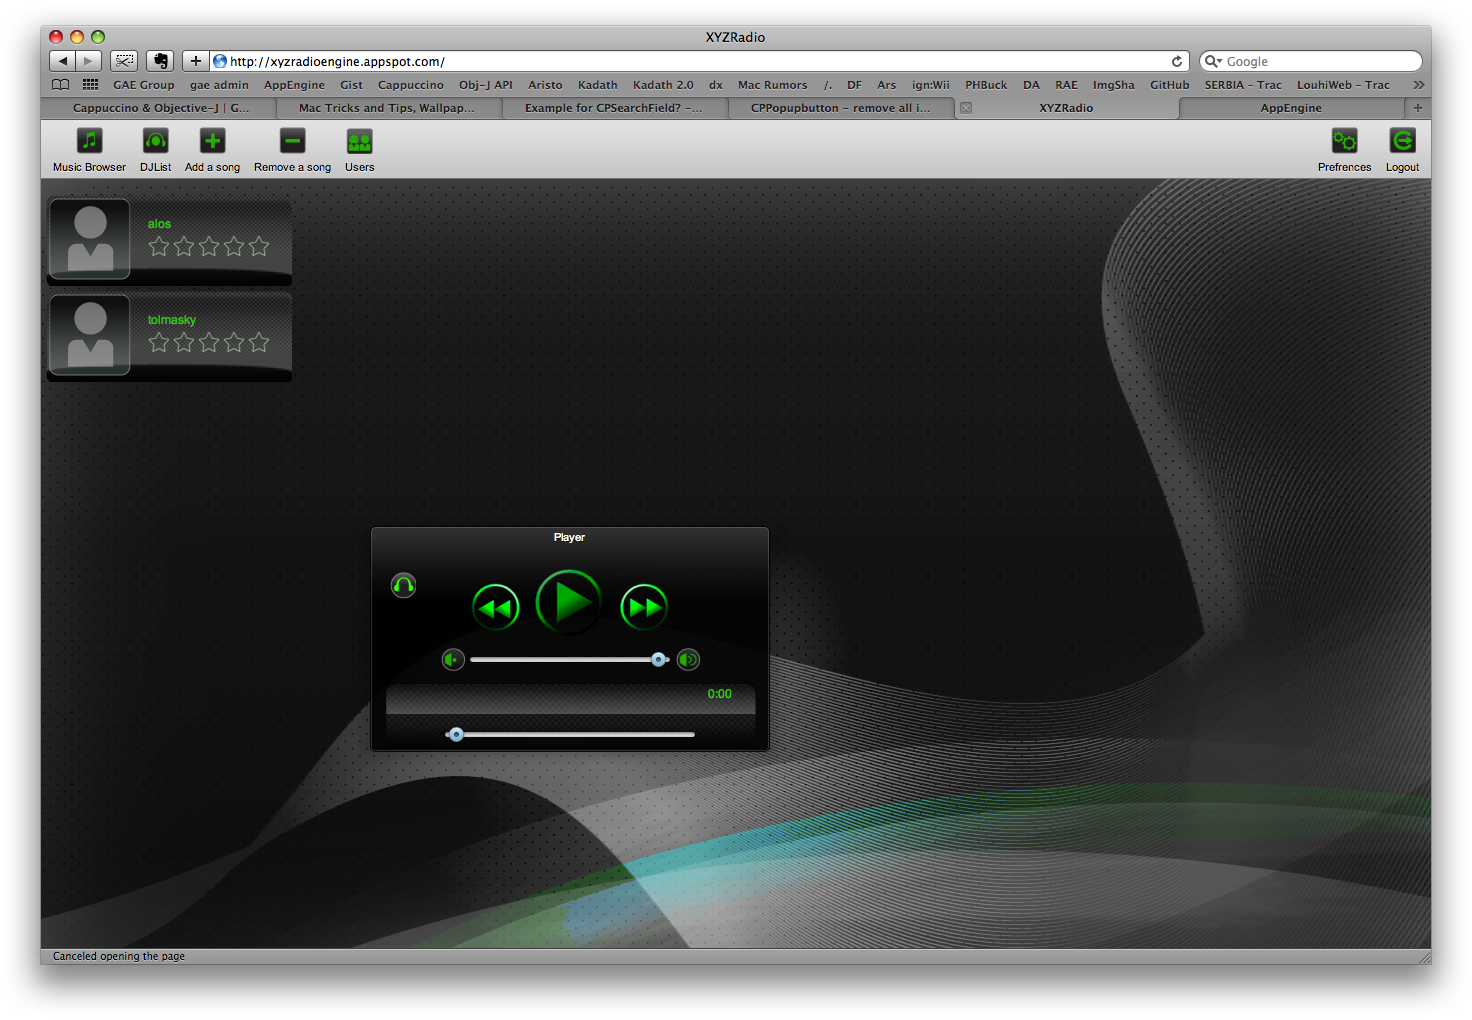 XYZRadio
http://xyzradioengine.appspot.com/
Google
GAE Group gae admin AppEngine Gist Cappuccino Obj-J API Aristo Kadath Kadath 2.0 dx Mac Rumors /. DF Ars ign:Wii PHBuck DA RAE ImgSha GitHub SERBIA - Trac LouhiWeb - Trac >>
Cappuccino & Objective-J | G... Mac Tricks and Tips, Wallpap... Example for CPSearchField? -... CPPopupbutton - remove all i... XYZRadio AppEngine
Music Browser DJList Add a song Remove a song Users Prefrences Logout
alos
tolmasky
Player
0:00
Canceled opening the page